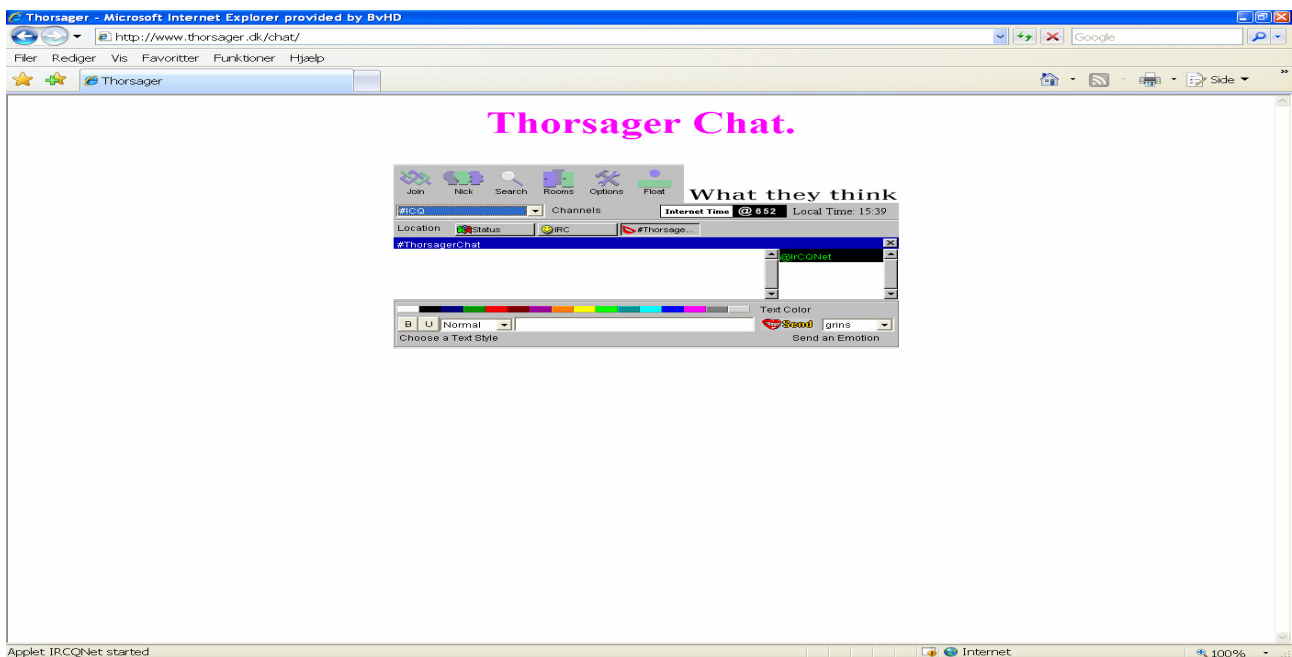 Thorsager - Microsoft Internet Explorer provided by BvHD
http://www.thorsager.dk/chat/
Google
Filer Rediger Vis Favoritter Funktioner Hjælp
Thorsager
Side
Thorsager Chat.
Join Nick Search Rooms Options Float
What they think
#ICQ Channels Internet Time @ 652 Local Time: 15:39
Location Status IRC #Thorsage...
#ThorsagerChat
@IrCQNet
Text Color
B U Normal Send grins
Choose a Text Style Send an Emotion
Applet IRCQNet started Internet 100%